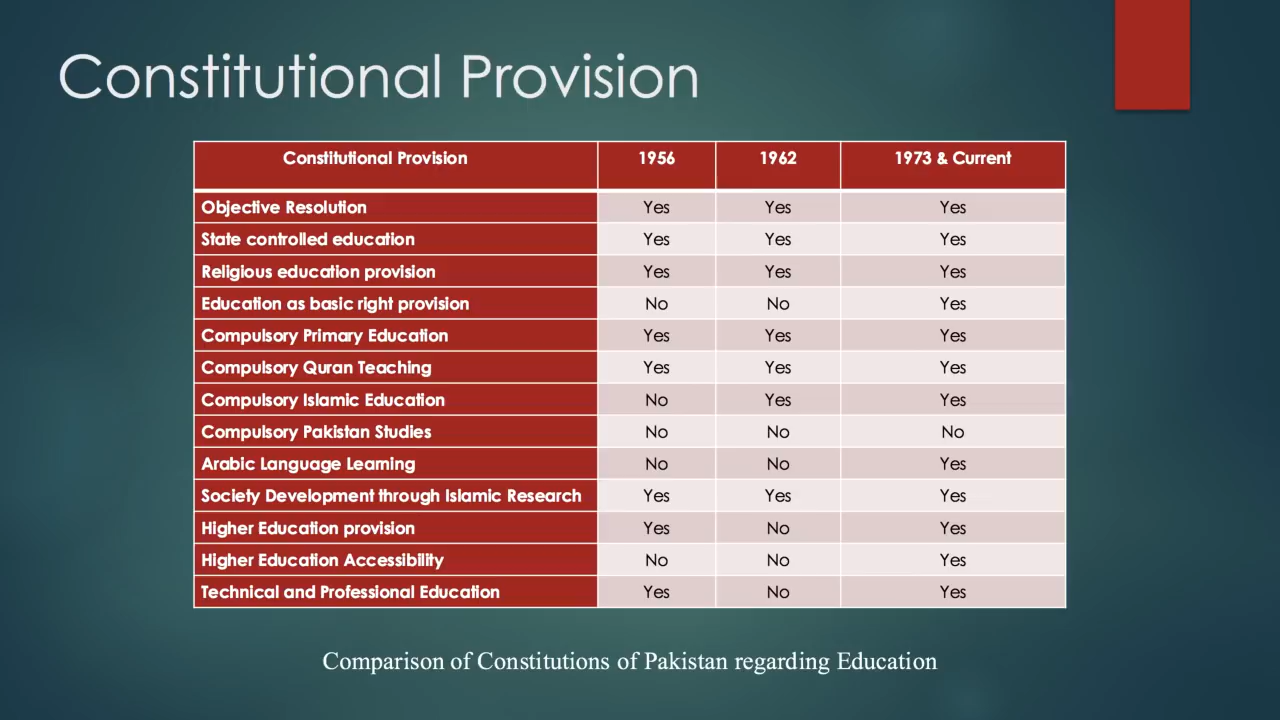 Constitutional Provision
Constitutional Provision 1956 1962 1973 & Current
Objective Resolution Yes Yes Yes
State controlled education Yes Yes Yes
Religious education provision Yes Yes Yes
Education as basic right provision No No Yes
Compulsory Primary Education Yes Yes Yes
Compulsory Quran Teaching Yes Yes Yes
Compulsory Islamic Education No Yes Yes
Compulsory Pakistan Studies No No No
Arabic Language Learning No No Yes
Society Development through Islamic Research Yes Yes Yes
Higher Education provision Yes No Yes
Higher Education Accessibility No No Yes
Technical and Professional Education Yes No Yes
Comparison of Constitutions of Pakistan regarding Education